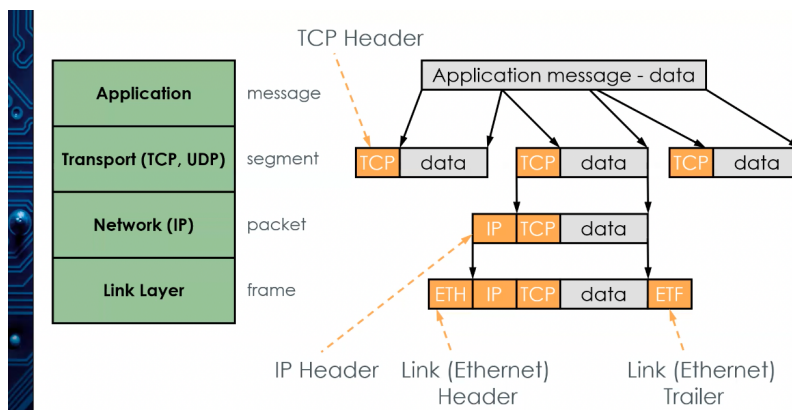 TCP Header
Application message - data
Application
message
Transport (TCP, UDP)
segment
TCP data
TCP data
TCP data
Network (IP)
packet
IP TCP data
Link Layer
frame
ETH IP TCP data ETF
IP Header
Link (Ethernet)
Header
Link (Ethernet)
Trailer